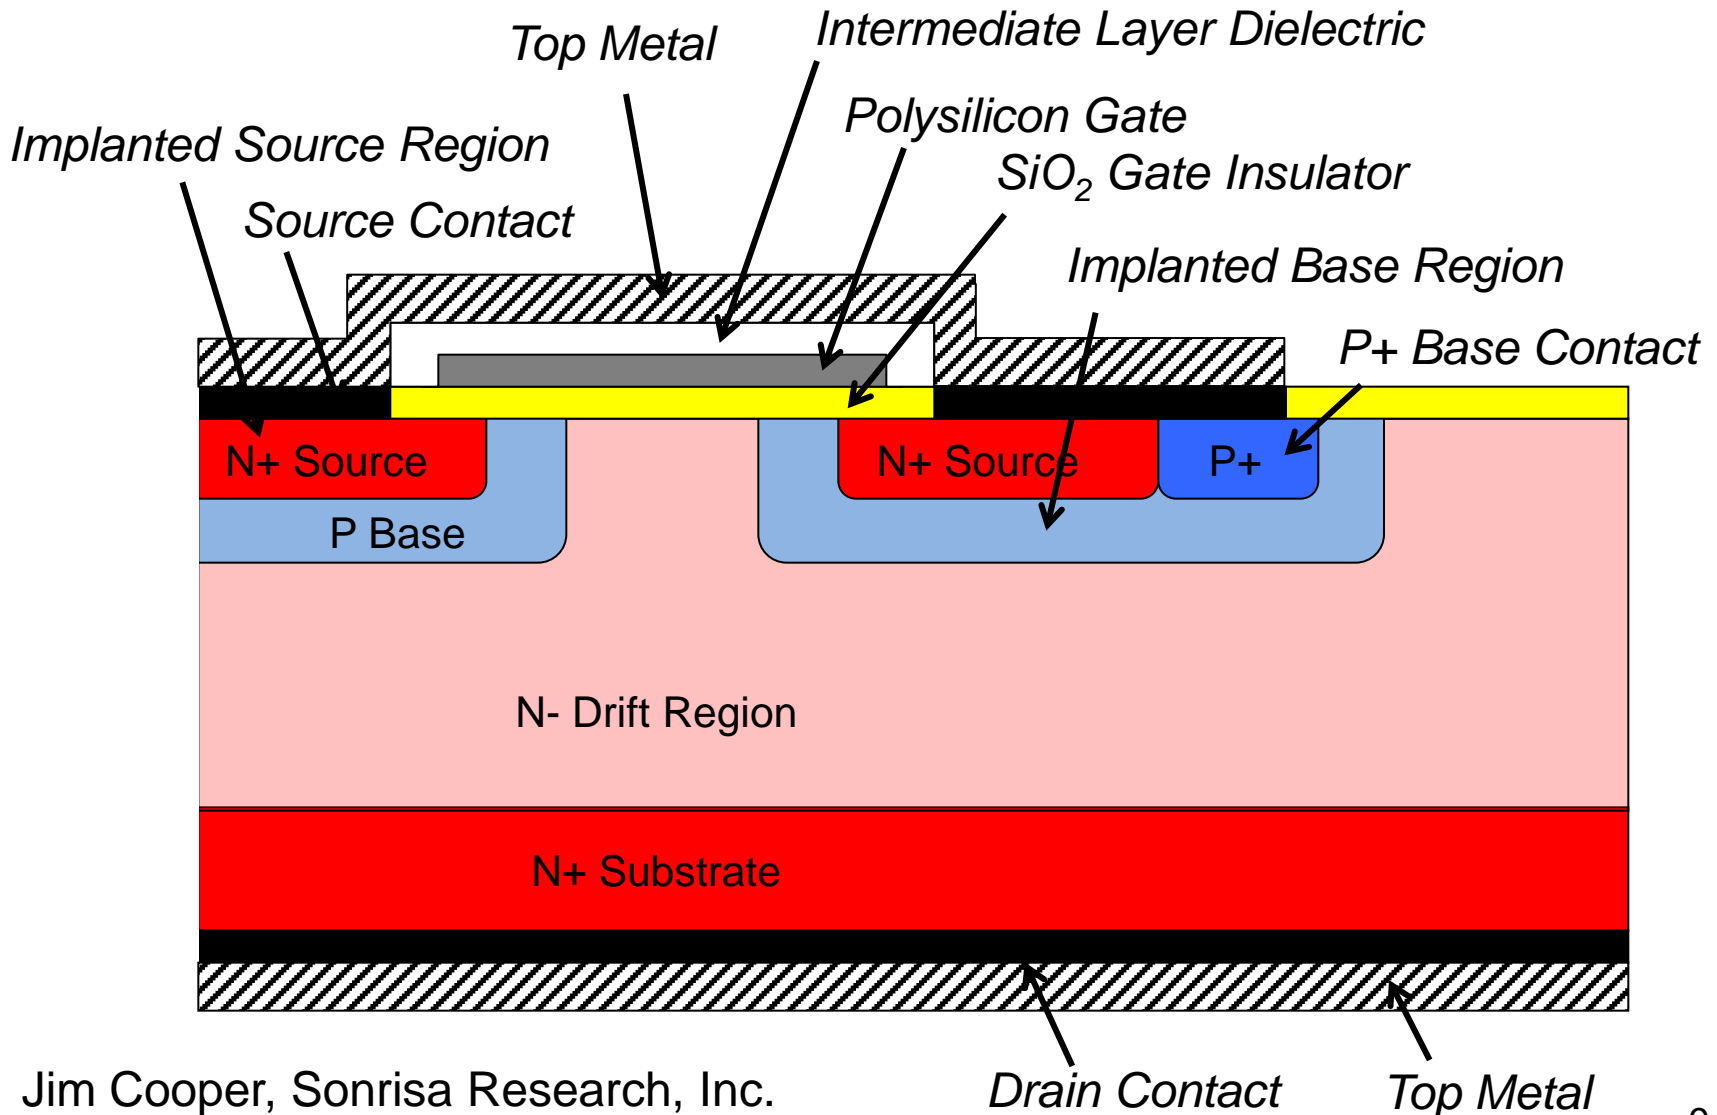 Intermediate Layer Dielectric
Top Metal
Polysilicon Gate
Implanted Source Region
SiO2 Gate Insulator
Source Contact
Implanted Base Region
P+ Base Contact
N+ Source
N+ Source
P+
P Base
N- Drift Region
N+ Substrate
Jim Cooper, Sonrisa Research, Inc.
Drain Contact
Top Metal